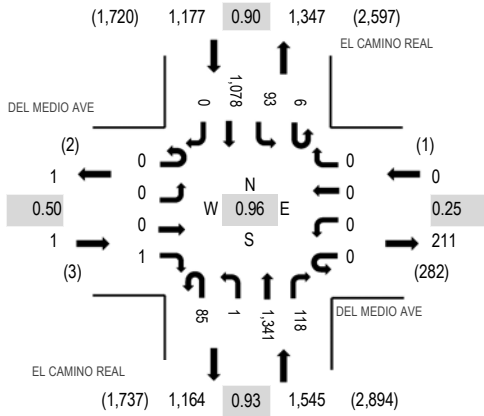 (1,720) 1,177 0.90 1,347 (2,597)
EL CAMINO REAL
0 1,078 93 6
DEL MEDIO AVE
(2) 0 0 (1)
1 0 0 0
0.50 W N 0.96 S E 0.25
1 0 0 211
(3) 1 0 (282)
85 1 1,341 118
DEL MEDIO AVE
EL CAMINO REAL
(1,737) 1,164 0.93 1,545 (2,894)